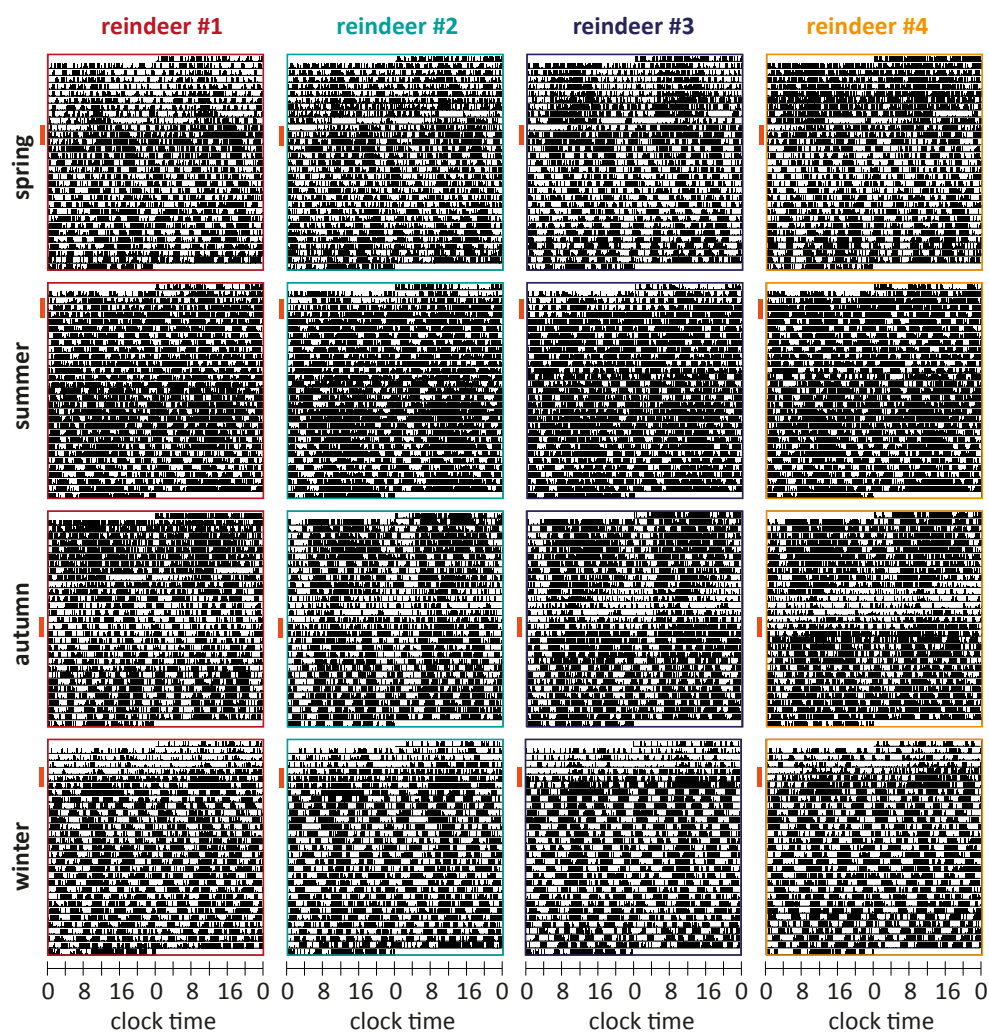 reindeer #1 reindeer #2 reindeer #3 reindeer #4
spring
summer
autumn
winter
0 8 16 0 8 16 0 0 8 16 0 8 16 0 0 8 16 0 8 16 0 0 8 16 0 8 16 0
clock time clock time clock time clock time